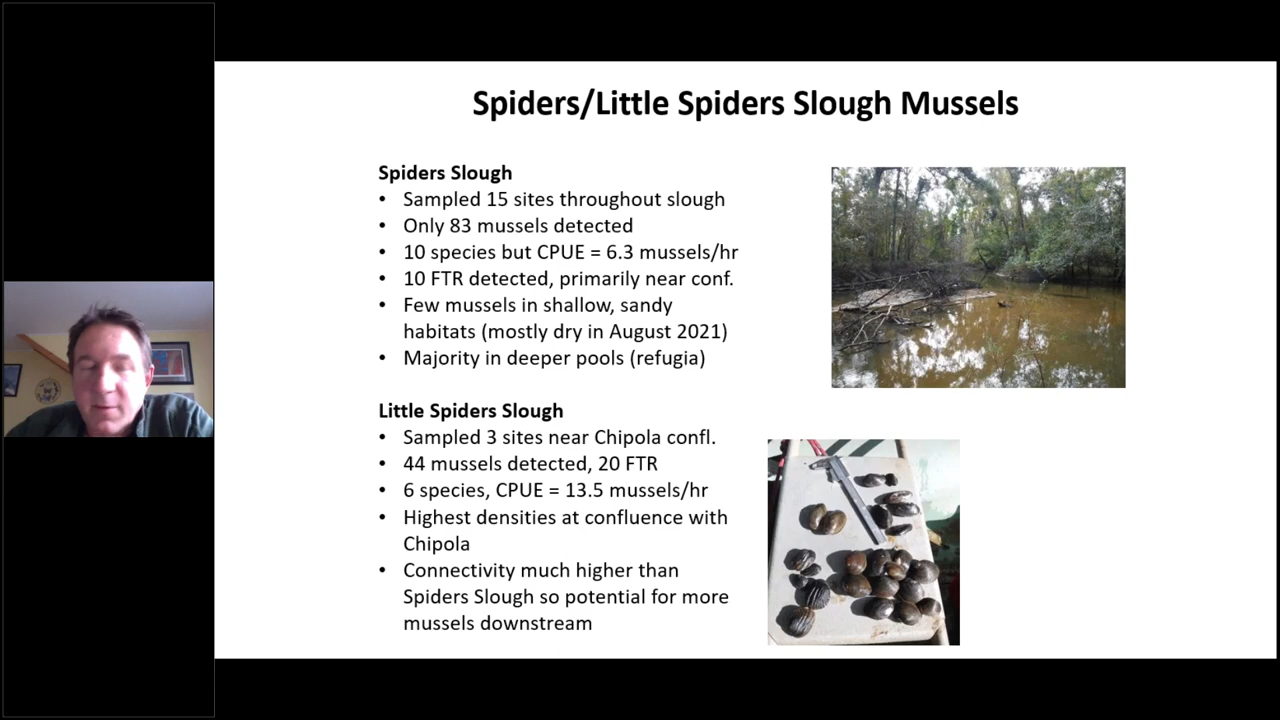 Spiders/Little Spiders Slough Mussels
Spiders Slough
• Sampled 15 sites throughout slough
• Only 83 mussels detected
• 10 species but CPUE = 6.3 mussels/hr
• 10 FTR detected, primarily near conf.
• Few mussels in shallow, sandy
habitats (mostly dry in August 2021)
• Majority in deeper pools (refugia)
Little Spiders Slough
• Sampled 3 sites near Chipola confl.
• 44 mussels detected, 20 FTR
• 6 species, CPUE = 13.5 mussels/hr
• Highest densities at confluence with
Chipola
• Connectivity much higher than
Spiders Slough so potential for more
mussels downstream